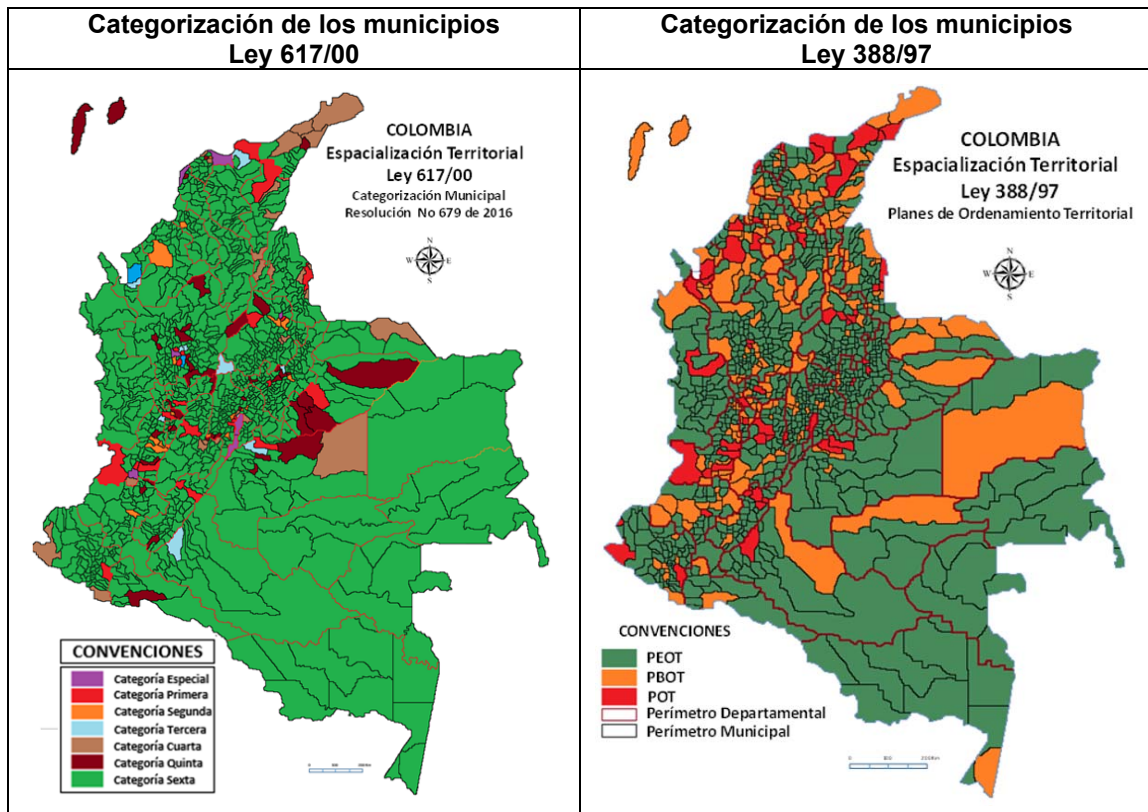 Categorización de los municipios
Ley 617/00
Categorización de los municipios
Ley 388/97
COLOMBIA
Espacialización Territorial
Ley 617/00
Categorización Municipal
Resolución No 679 de 2016
N
W
E
S
CONVENCIONES
Categoría Especial
Categoría Primera
Categoría Segunda
Categoría Tercera
Categoría Cuarta
Categoría Quinta
Categoría Sexta
COLOMBIA
Espacialización Territorial
Ley 388/97
Planes de Ordenamiento Territorial
N
W
E
S
CONVENCIONES
PEOT
PBOT
POT
Perímetro Departamental
Perímetro Municipal